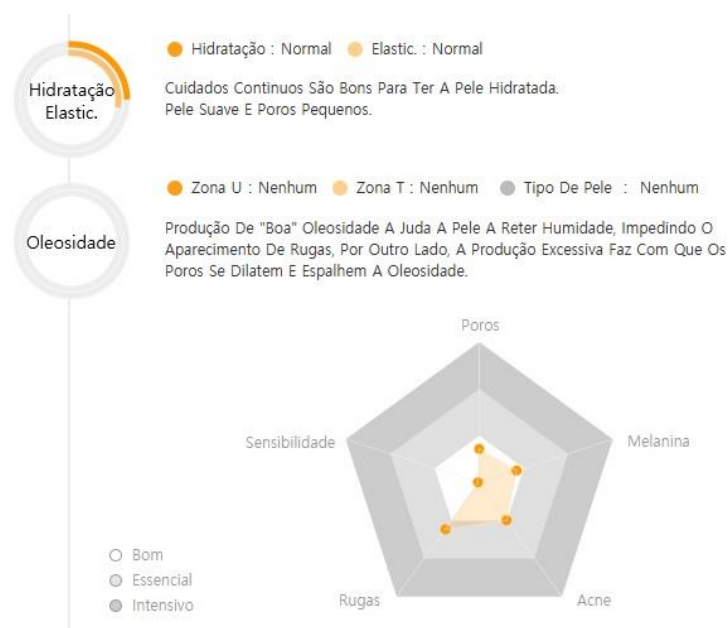 Hidratação
Elastic.
Hidratação : Normal
Elastic. : Normal
Cuidados Continuos São Bons Para Ter A Pele Hidratada.
Pele Suave E Poros Pequenos.
Oleosidade
Zona U : Nenhum
Zona T : Nenhum
Tipo De Pele : Nenhum
Produção De "Boa" Oleosidade A Juda A Pele A Reter Humidade, Impedindo O
Aparecimento De Rugas, Por Outro Lado, A Produção Excessiva Faz Com Que Os
Poros Se Dilatem E Espalhem A Oleosidade.
Poros
Sensibilidade
Melanina
Rugas
Acne
Bom
Essencial
Intensivo